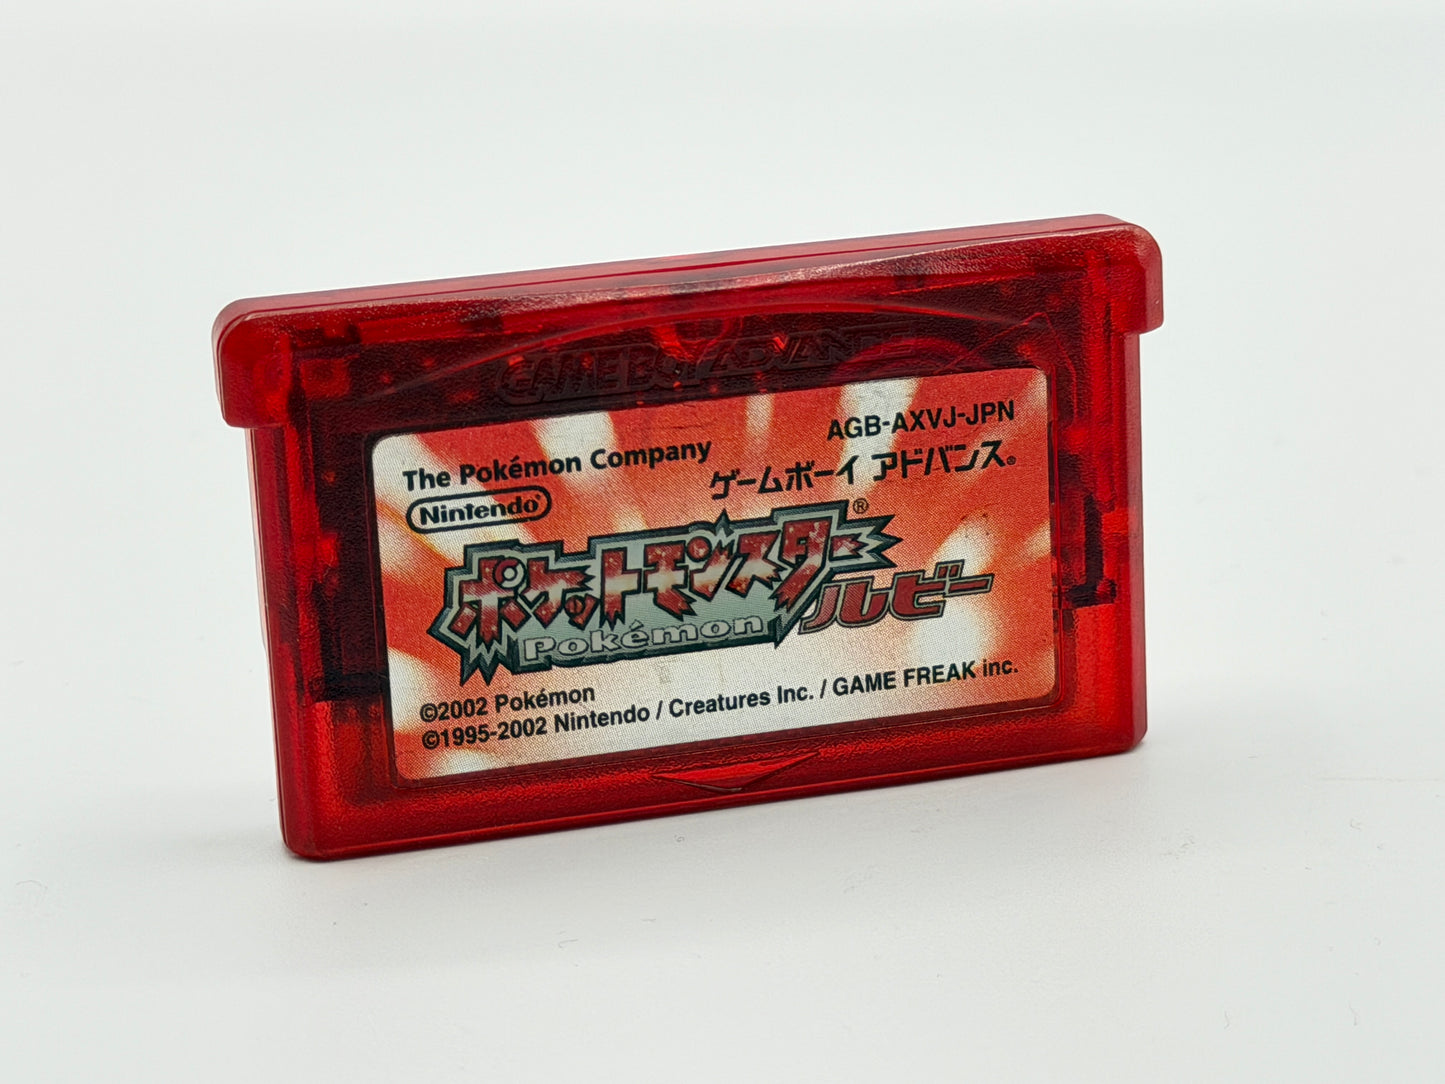 GAME BOY ADVANCE
AGB-AXVJ-JPN
The Pokémon Company
ゲームボーイ アドバンス®
Nintendo®
ポケットモンスター®
ルビー
Pokémon
©2002 Pokémon
©1995-2002 Nintendo / Creatures Inc. / GAME FREAK inc.